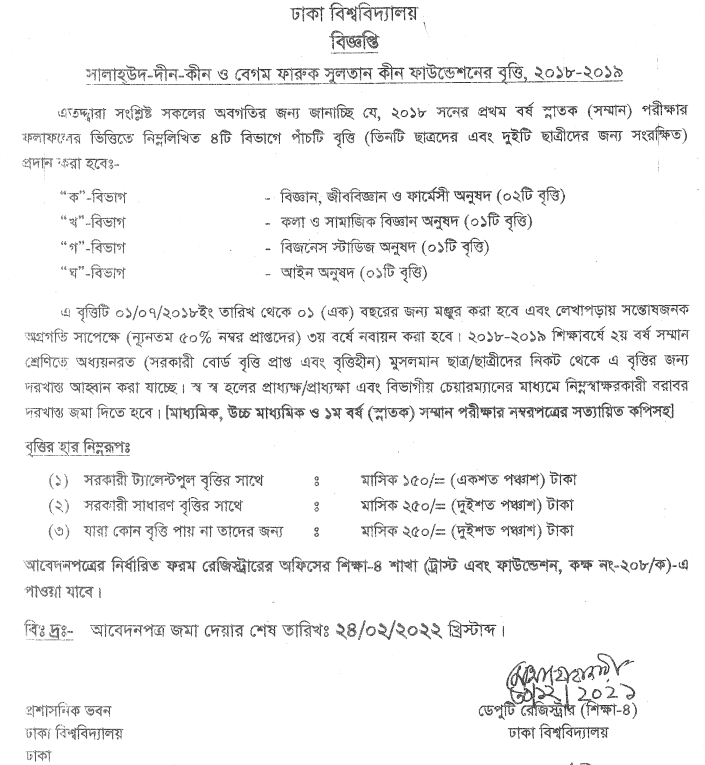 ঢাকা বিশ্ববিদ্যালয়
বিজ্ঞপ্তি
সালাহ্উদ-দীন-কীন ও বেগম ফারুক সুলতান কীন ফাউন্ডেশনের বৃত্তি, ২০১৮-২০১৯
এতদ্দ্বারা সংশ্লিষ্ট সকলের অবগতির জন্য জানাচ্ছি যে, ২০১৮ সনের প্রথম বর্ষ স্নাতক (সম্মান) পরীক্ষার
ফলাফলের ভিত্তিতে নিম্নলিখিত ৪টি বিভাগে পাঁচটি বৃত্তি (তিনটি ছাত্রদের এবং দুইটি ছাত্রীদের জন্য সংরক্ষিত)
প্রদান করা হবেঃ-
“ক”-বিভাগ - বিজ্ঞান, জীববিজ্ঞান ও ফার্মেসী অনুষদ (০২টি বৃত্তি)
“খ”-বিভাগ - কলা ও সামাজিক বিজ্ঞান অনুষদ (০১টি বৃত্তি)
“গ”-বিভাগ - বিজনেস স্টাডিজ অনুষদ (০১টি বৃত্তি)
“ঘ”-বিভাগ - আইন অনুষদ (০১টি বৃত্তি)
এ বৃত্তিটি ০১/০৭/২০১৮ইং তারিখ থেকে ০১ (এক) বছরের জন্য মঞ্জুর করা হবে এবং লেখাপড়ায় সন্তোষজনক
অগ্রগতি সাপেক্ষে (ন্যূনতম ৫০% নম্বর প্রাপ্তদের) ৩য় বর্ষে নবায়ন করা হবে। ২০১৮-২০১৯ শিক্ষাবর্ষে ২য় বর্ষ সম্মান
শ্রেণিতে অধ্যয়নরত (সরকারী বোর্ড বৃত্তি প্রাপ্ত এবং বৃত্তিহীন) মুসলমান ছাত্র/ছাত্রীদের নিকট থেকে এ বৃত্তির জন্য
দরখাস্ত আহ্বান করা যাচ্ছে। স্ব স্ব হলের প্রাধ্যক্ষ/প্রাধ্যক্ষা এবং বিভাগীয় চেয়ারম্যানের মাধ্যমে নিম্নস্বাক্ষরকারী বরাবর
দরখাস্ত জমা দিতে হবে। [মাধ্যমিক, উচ্চ মাধ্যমিক ও ১ম বর্ষ (স্নাতক) সম্মান পরীক্ষার নম্বরপত্রের সত্যায়িত কপিসহ]
বৃত্তির হার নিম্নরূপঃ
(১) সরকারী ট্যালেন্টপুল বৃত্তির সাথে ঃ মাসিক ১৫০/= (একশত পঞ্চাশ) টাকা
(২) সরকারী সাধারণ বৃত্তির সাথে ঃ মাসিক ২৫০/= (দুইশত পঞ্চাশ) টাকা
(৩) যারা কোন বৃত্তি পায় না তাদের জন্য ঃ মাসিক ২৫০/= (দুইশত পঞ্চাশ) টাকা
আবেদনপত্রের নির্ধারিত ফরম রেজিস্ট্রারের অফিসের শিক্ষা-৪ শাখা (ট্রাস্ট এবং ফাউন্ডেশন, কক্ষ নং-২০৮/ক)-এ
পাওয়া যাবে।
বিঃ দ্রঃ- আবেদনপত্র জমা দেয়ার শেষ তারিখঃ ২৪/০২/২০২২ খ্রিস্টাব্দ।
প্রশাসনিক ভবন
ঢাকা বিশ্ববিদ্যালয়
ঢাকা
ডেপুটি রেজিস্ট্রার (শিক্ষা-৪)
ঢাকা বিশ্ববিদ্যালয়